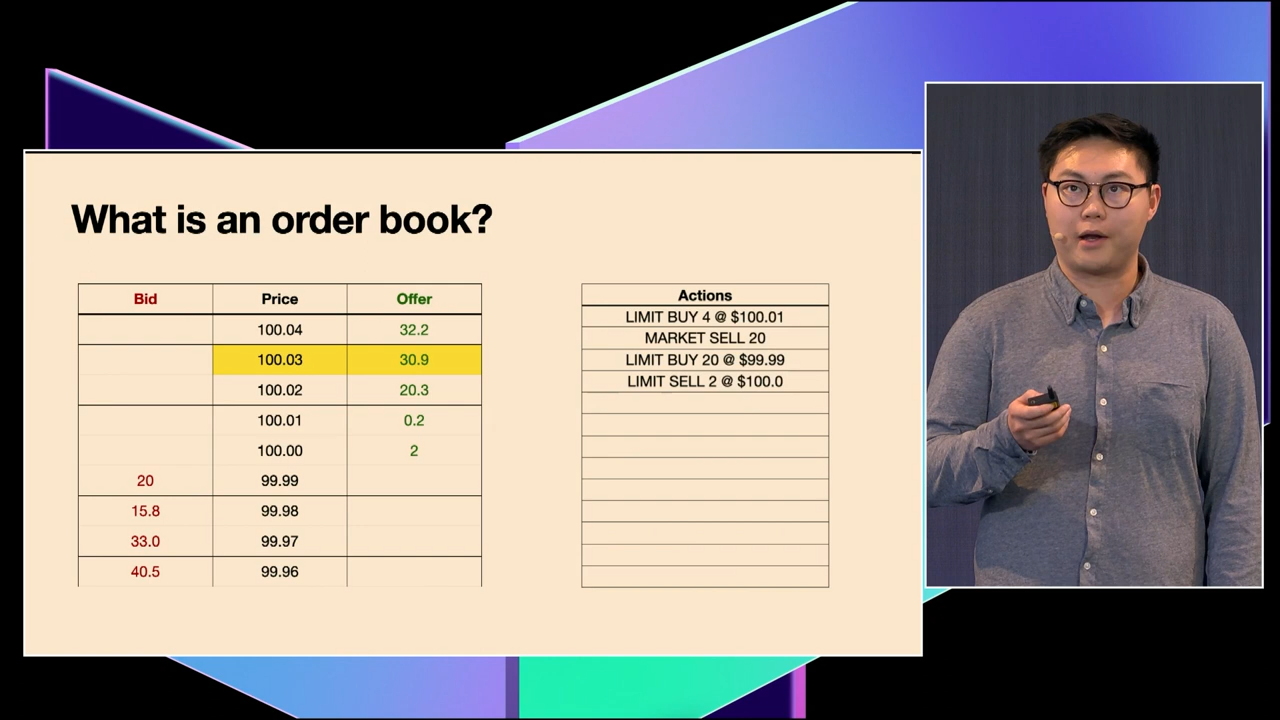 What is an order book?
Bid Price Offer
100.04 32.2
100.03 30.9
100.02 20.3
100.01 0.2
100.00 2
20 99.99
15.8 99.98
33.0 99.97
40.5 99.96
Actions
LIMIT BUY 4 @ $100.01
MARKET SELL 20
LIMIT BUY 20 @ $99.99
LIMIT SELL 2 @ $100.0